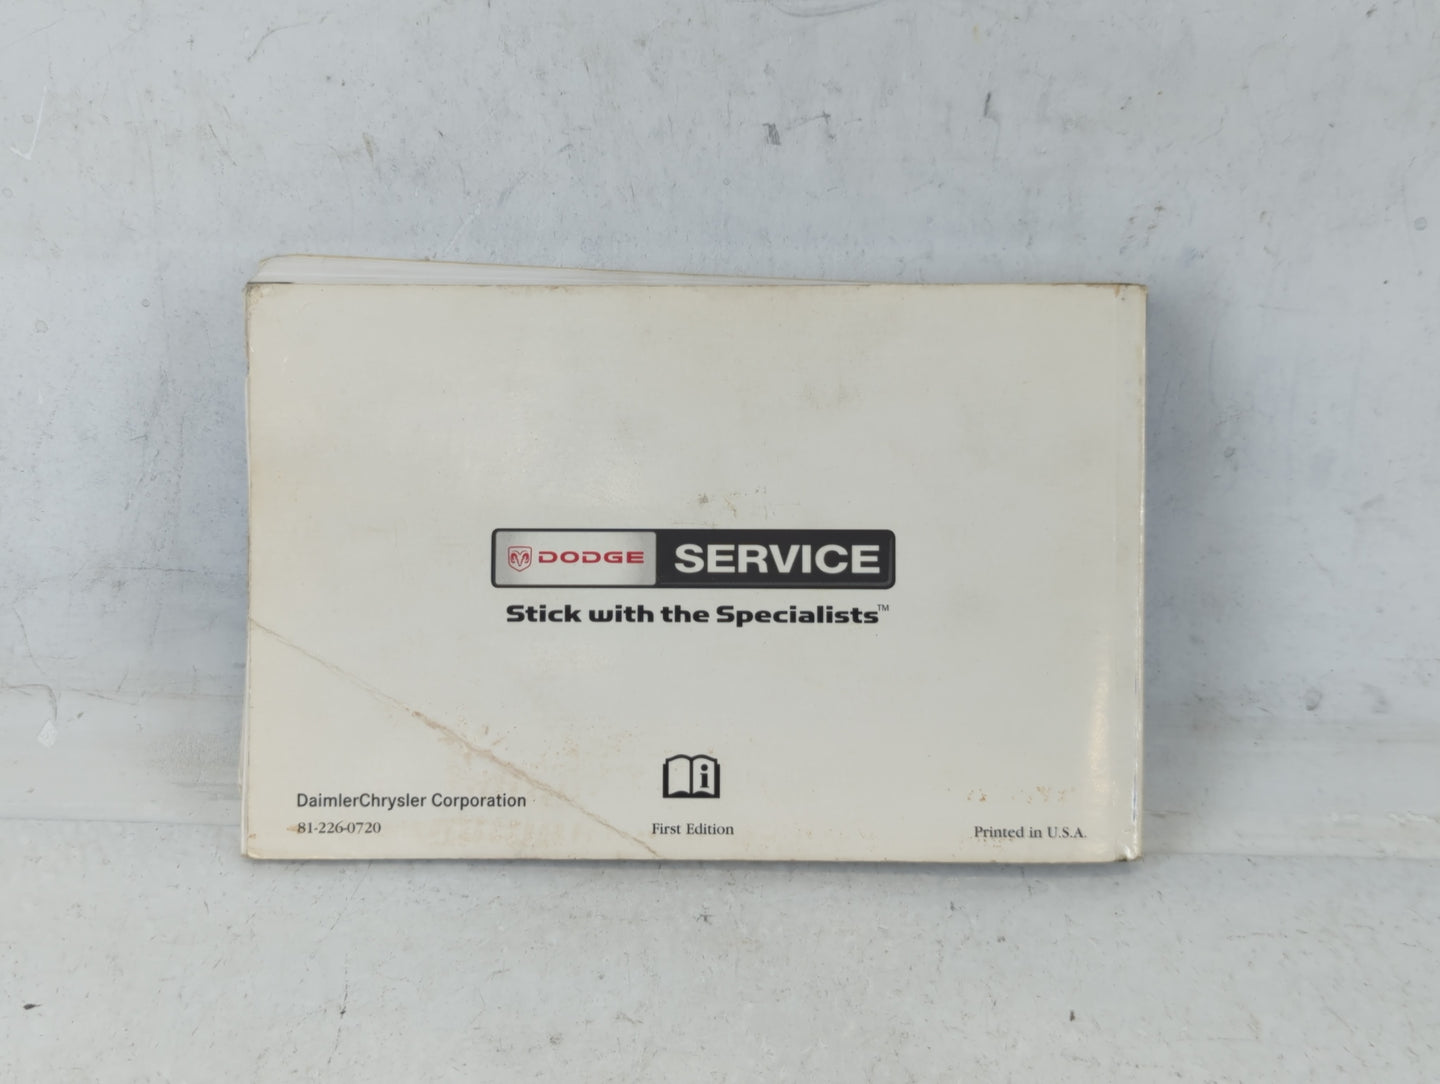 DODGE SERVICE
Stick with the Specialists™
i
DaimlerChrysler Corporation
81-226-0720
First Edition
Printed in U.S.A.